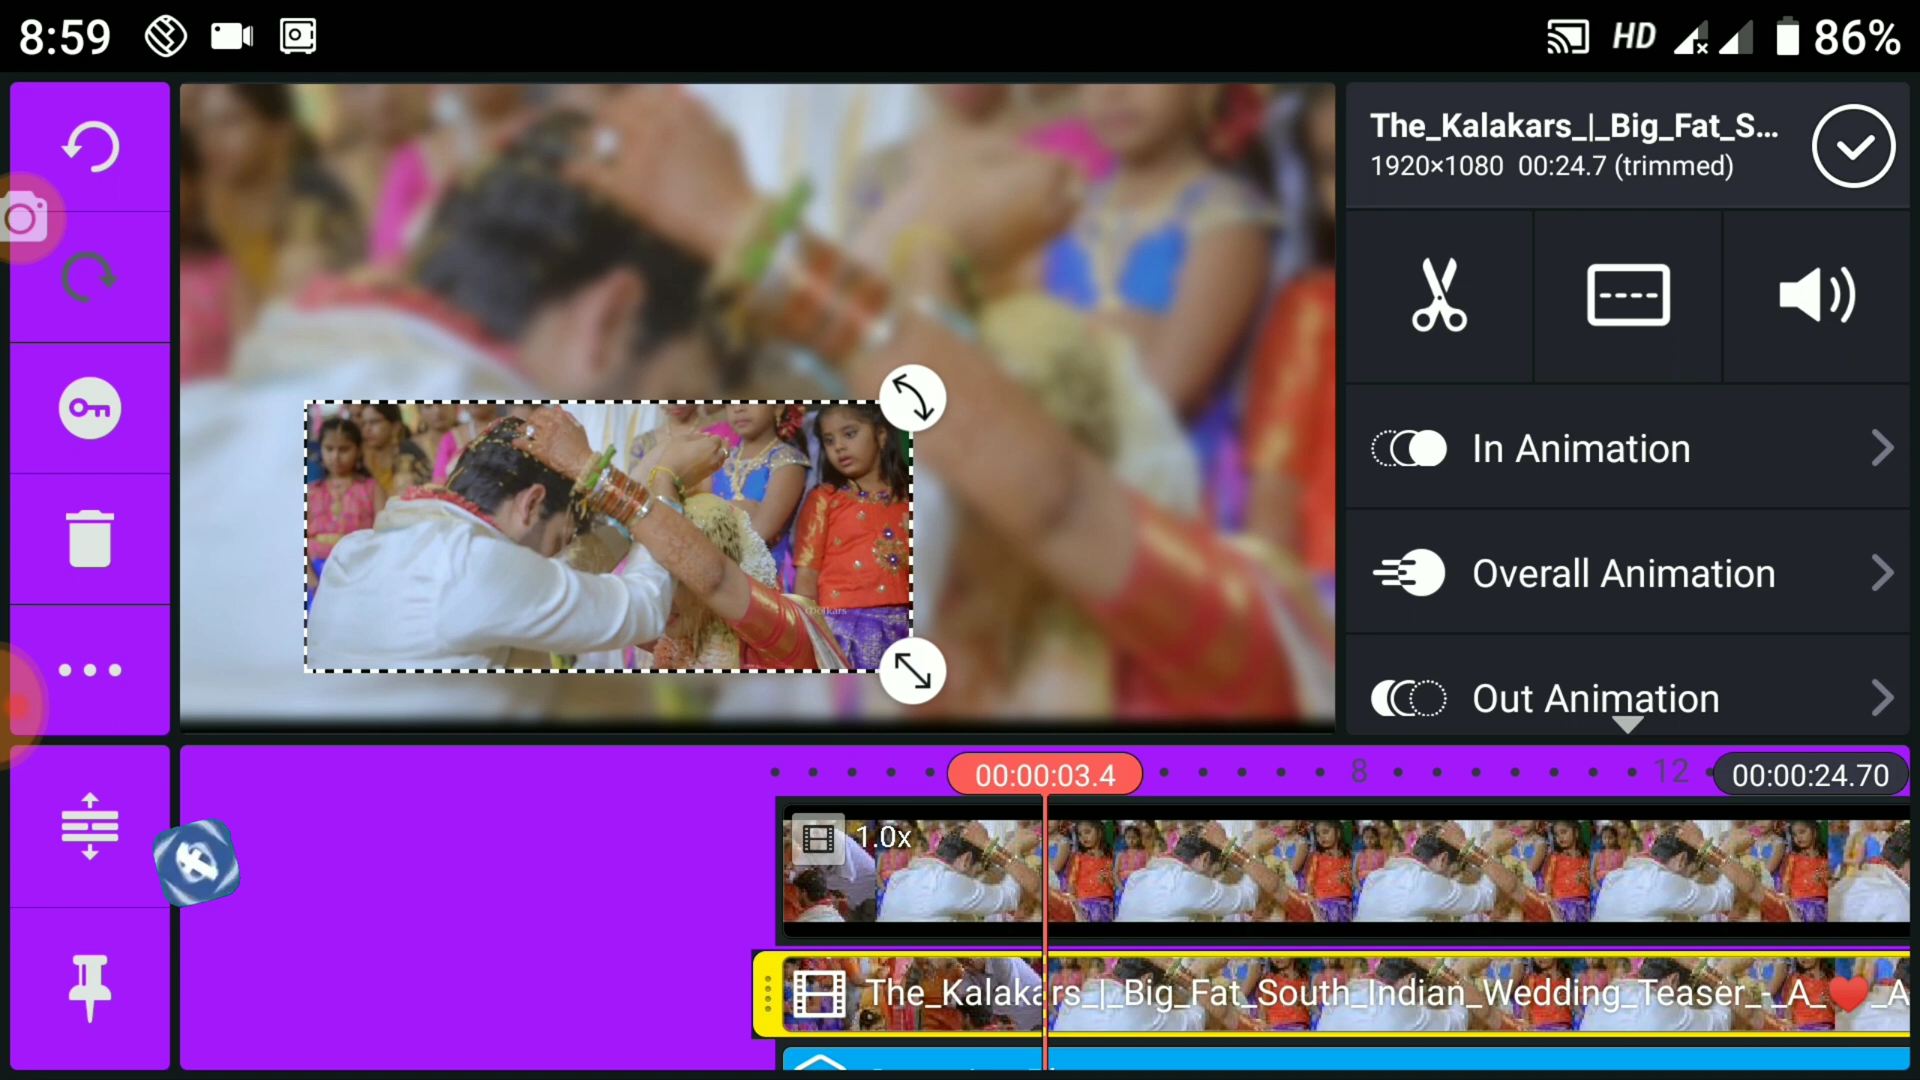 8:59
HD
86%
The_Kalakars_|_Big_Fat_S...
1920×1080 00:24.7 (trimmed)
In Animation
Overall Animation
Out Animation
00:00:03.4
8
12
00:00:24.70
1.0x
The_Kalakars_|_Big_Fat_South_Indian_Wedding_Teaser_-_A_❤️_A